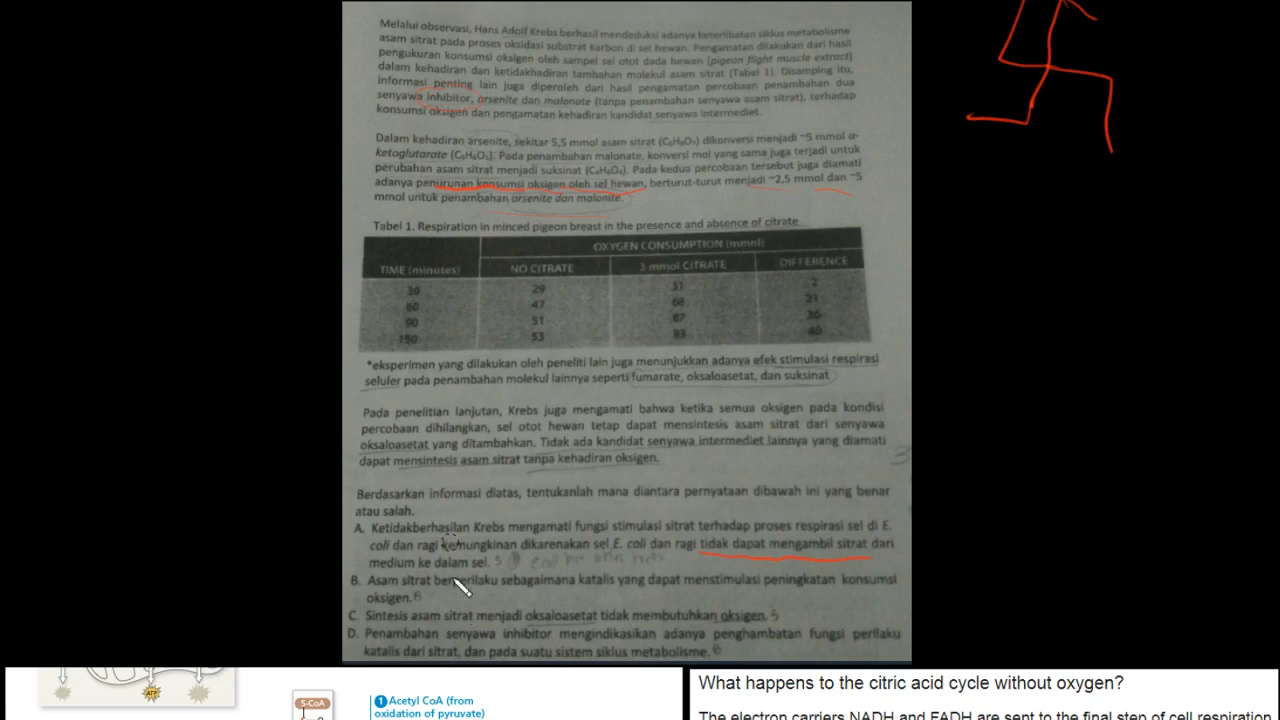 Melalui observasi, Hans Adolf Krebs berhasil mendeduksi adanya keterlibatan siklus metabolisme
asam sitrat pada proses oksidasi substrat karbon di sel hewan. Pengamatan dilakukan dari hasil
pengukuran konsumsi oksigen oleh sampel sel otot dada hewan (pigeon flight muscle extract)
dalam kehadiran dan ketidakhadiran tambahan molekul asam sitrat (Tabel 1). Disamping itu,
informasi penting lain juga diperoleh dari hasil pengamatan percobaan penambahan dua
senyawa inhibitor, arsenite dan malonate (tanpa penambahan senyawa asam sitrat), terhadap
konsumsi oksigen dan pengamatan kehadiran kandidat senyawa intermediet.
Dalam kehadiran arsenite, sekitar 5,5 mmol asam sitrat (C₆H₈O₇) dikonversi menjadi ~5 mmol α-
ketoglutarate (C₅H₆O₅). Pada penambahan malonate, konversi mol yang sama juga terjadi untuk
perubahan asam sitrat menjadi suksinat (C₄H₆O₄). Pada kedua percobaan tersebut juga diamati
adanya penurunan konsumsi oksigen oleh sel hewan, berturut-turut menjadi ~2,5 mmol dan ~5
mmol untuk penambahan arsenite dan malonite.
Tabel 1. Respiration in minced pigeon breast in the presence and absence of citrate
OXYGEN CONSUMPTION (mmol)
TIME (minutes) NO CITRATE 3 mmol CITRATE DIFFERENCE
30 29 31 2
60 47 68 21
90 51 87 36
150 53 93 40
*eksperimen yang dilakukan oleh peneliti lain juga menunjukkan adanya efek stimulasi respirasi
seluler pada penambahan molekul lainnya seperti fumarate, oksaloasetat, dan suksinat
Pada penelitian lanjutan, Krebs juga mengamati bahwa ketika semua oksigen pada kondisi
percobaan dihilangkan, sel otot hewan tetap dapat mensintesis asam sitrat dari senyawa
oksaloasetat yang ditambahkan. Tidak ada kandidat senyawa intermediet lainnya yang diamati
dapat mensintesis asam sitrat tanpa kehadiran oksigen.
Berdasarkan informasi diatas, tentukanlah mana diantara pernyataan dibawah ini yang benar
atau salah.
A. Ketidakberhasilan Krebs mengamati fungsi stimulasi sitrat terhadap proses respirasi sel di E.
coli dan ragi kemungkinan dikarenakan sel E. coli dan ragi tidak dapat mengambil sitrat dari
medium ke dalam sel. S
B. Asam sitrat berperilaku sebagaimana katalis yang dapat menstimulasi peningkatan konsumsi
oksigen. B
C. Sintesis asam sitrat menjadi oksaloasetat tidak membutuhkan oksigen. S
D. Penambahan senyawa inhibitor mengindikasikan adanya penghambatan fungsi perilaku
katalis dari sitrat, dan pada suatu sistem siklus metabolisme. B
ATP
S-CoA
1 Acetyl CoA (from
oxidation of pyruvate)
What happens to the citric acid cycle without oxygen?
The electron carriers NADH and FADH are sent to the final step of cell respiration,